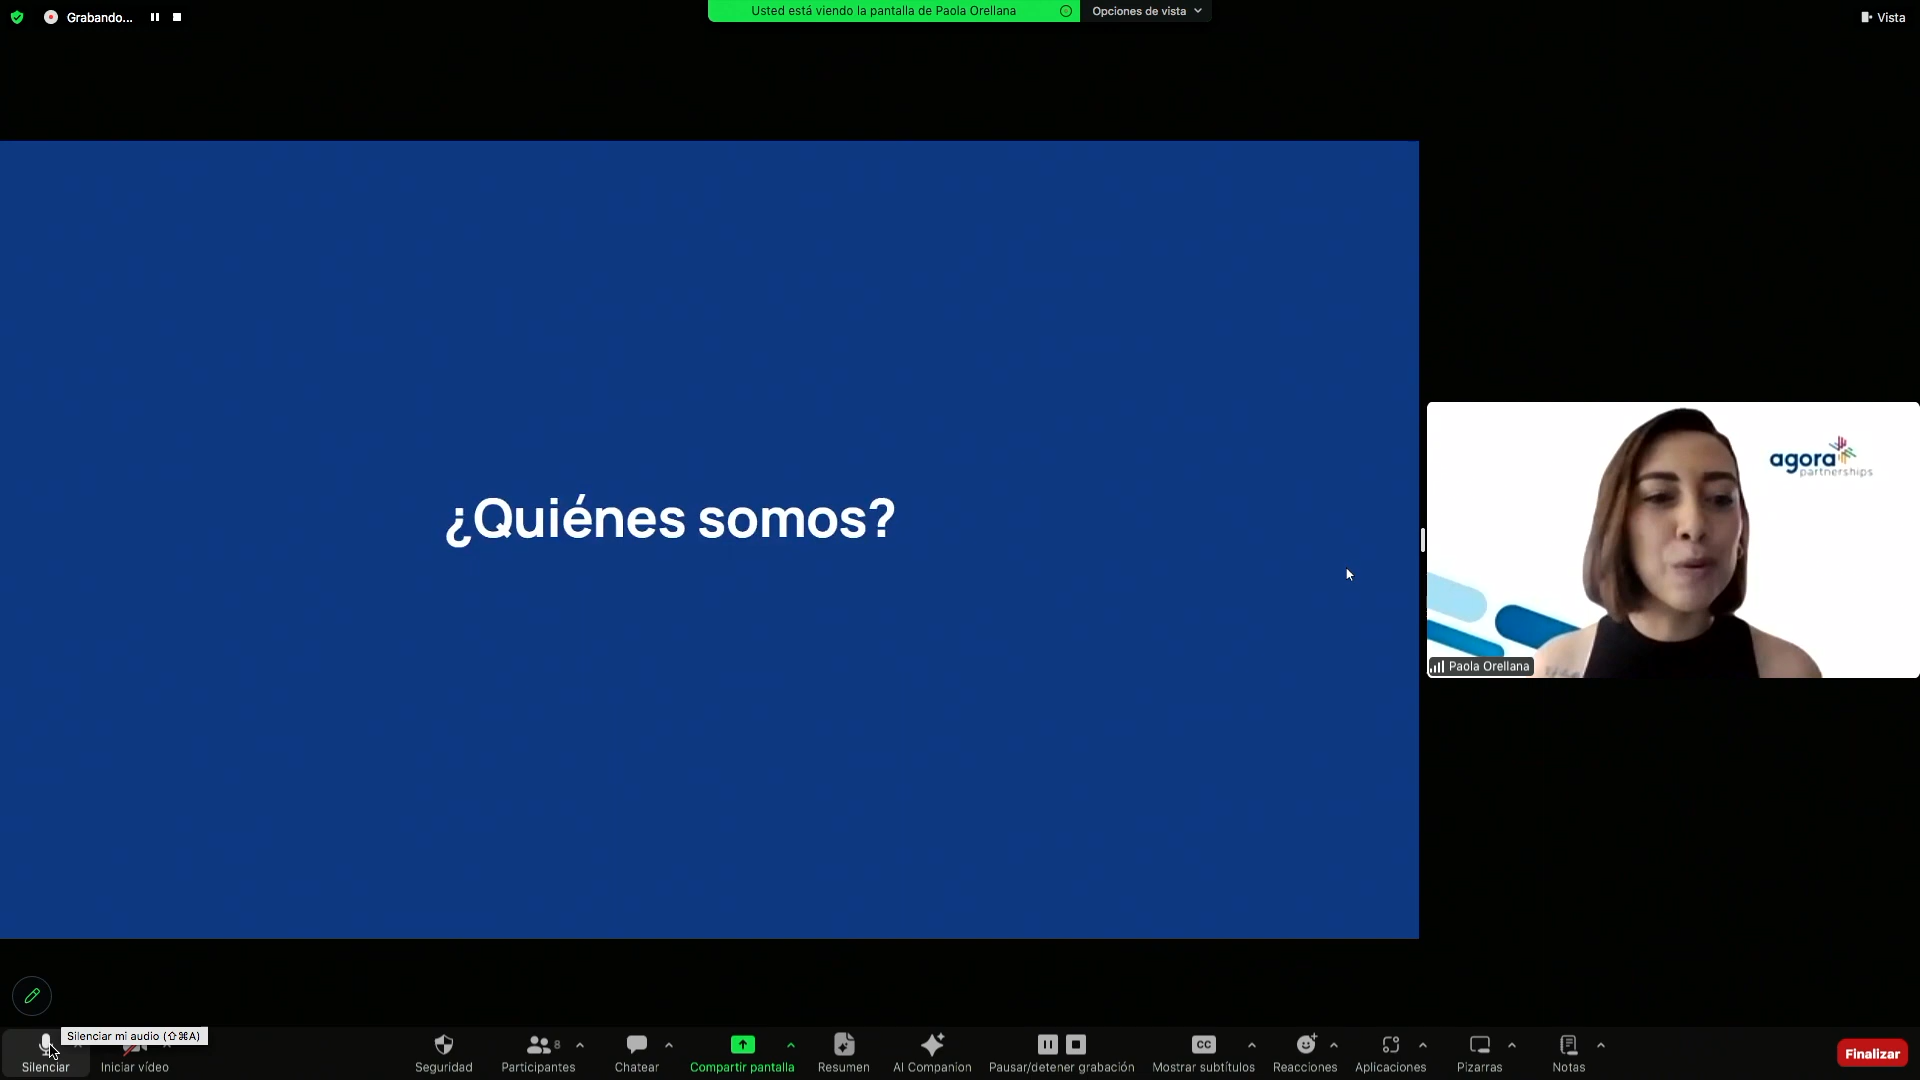 Grabando...
Usted está viendo la pantalla de Paola Orellana
Opciones de vista
Vista
¿Quiénes somos?
agora
partnerships
Paola Orellana
Silenciar mi audio (⇧⌘A)
Silenciar
Iniciar vídeo
Seguridad
8
Participantes
Chatear
Compartir pantalla
Resumen
AI Companion
Pausar/detener grabación
CC
Mostrar subtítulos
Reacciones
Aplicaciones
Pizarras
Notas
Finalizar